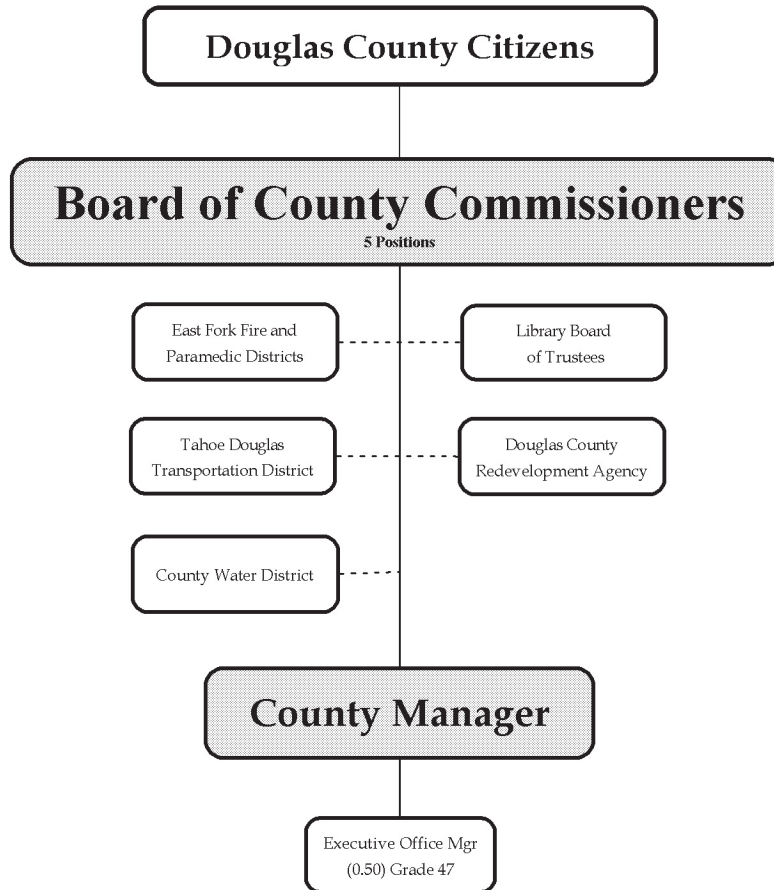 Douglas County Citizens
Board of County Commissioners
5 Positions
East Fork Fire and
Paramedic Districts
Library Board
of Trustees
Tahoe Douglas
Transportation District
Douglas County
Redevelopment Agency
County Water District
County Manager
Executive Office Mgr
(0.50) Grade 47